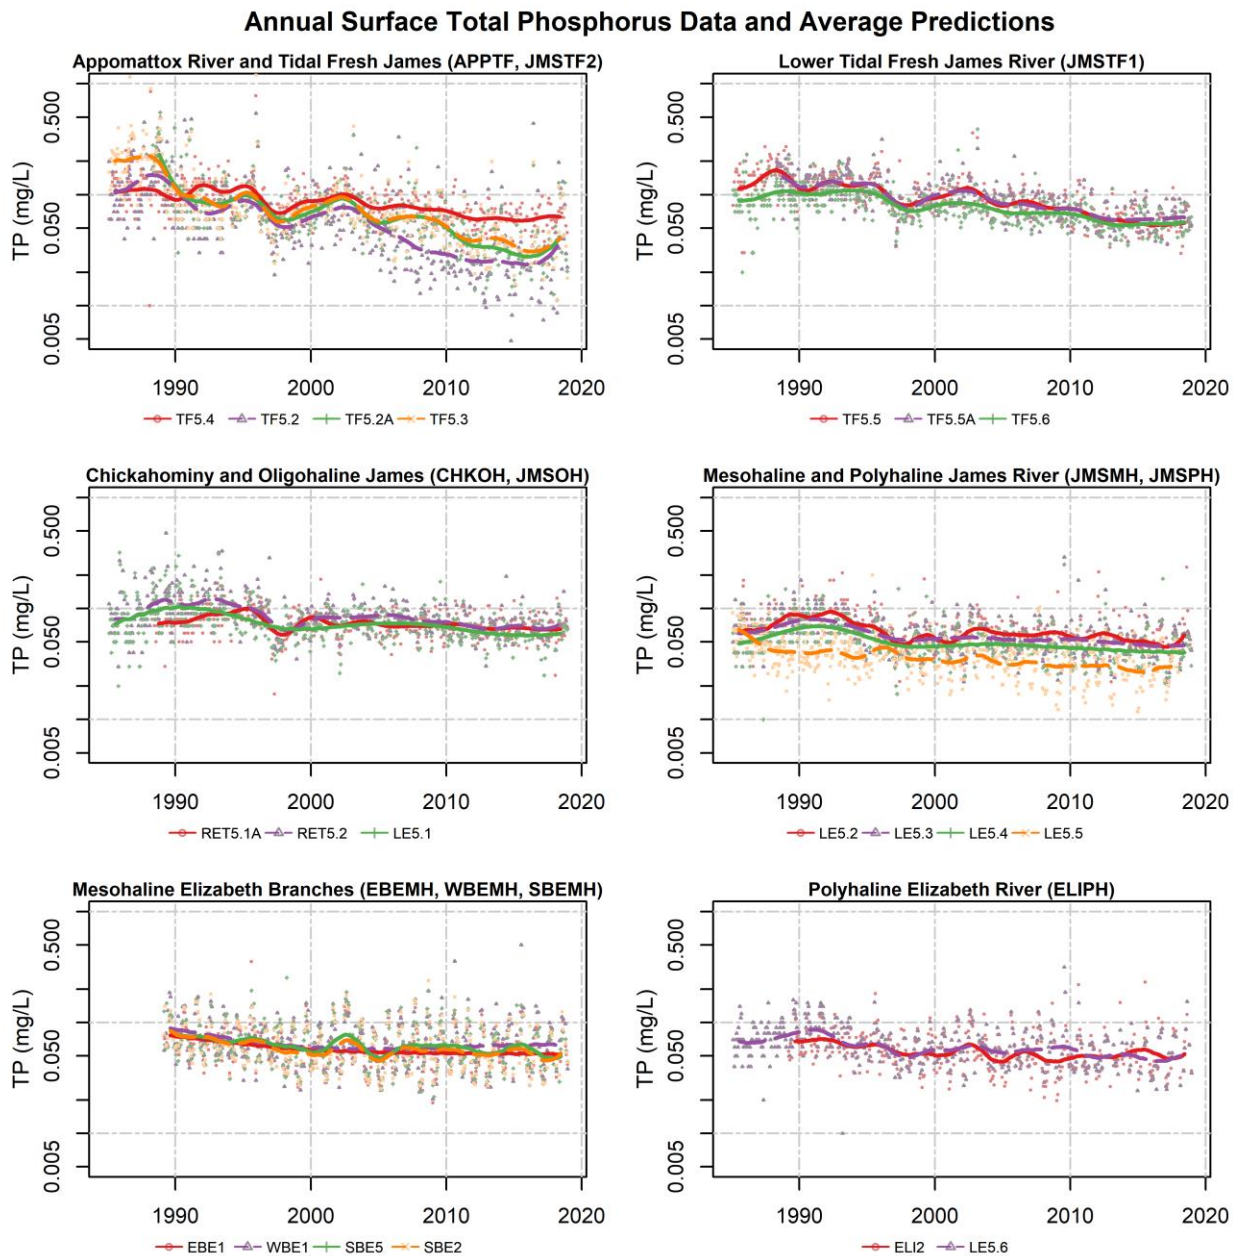 Annual Surface Total Phosphorus Data and Average Predictions
Appomattox River and Tidal Fresh James (APPTF, JMSTF2)
TP (mg/L)
0.500
0.050
0.005
1990 2000 2010 2020
TF5.4 TF5.2 TF5.2A TF5.3
Lower Tidal Fresh James River (JMSTF1)
TP (mg/L)
0.500
0.050
0.005
1990 2000 2010 2020
TF5.5 TF5.5A TF5.6
Chickahominy and Oligohaline James (CHKOH, JMSOH)
TP (mg/L)
0.500
0.050
0.005
1990 2000 2010 2020
RET5.1A RET5.2 LE5.1
Mesohaline and Polyhaline James River (JMSMH, JMSPH)
TP (mg/L)
0.500
0.050
0.005
1990 2000 2010 2020
LE5.2 LE5.3 LE5.4 LE5.5
Mesohaline Elizabeth Branches (EBEMH, WBEMH, SBEMH)
TP (mg/L)
0.500
0.050
0.005
1990 2000 2010 2020
EBE1 WBE1 SBE5 SBE2
Polyhaline Elizabeth River (ELIPH)
TP (mg/L)
0.500
0.050
0.005
1990 2000 2010 2020
ELI2 LE5.6